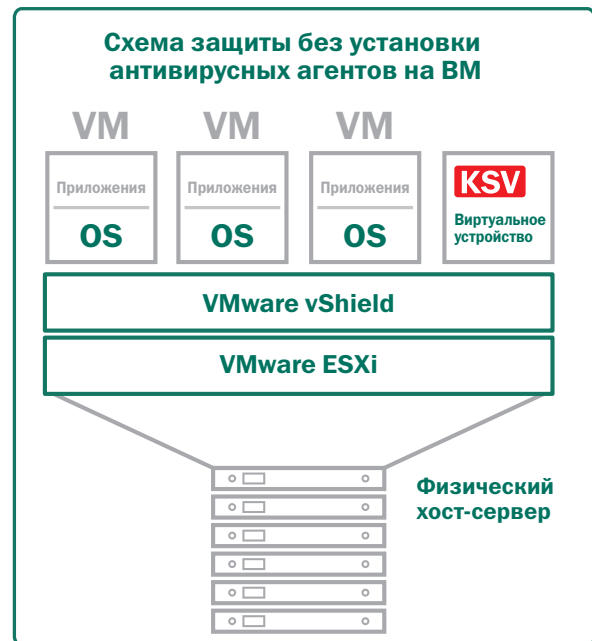 Схема защиты без установки
антивирусных агентов на ВМ
VM VM VM
Приложения Приложения Приложения KSV
OS OS OS Виртуальное
устройство
VMware vShield
VMware ESXi
Физический
хост-сервер